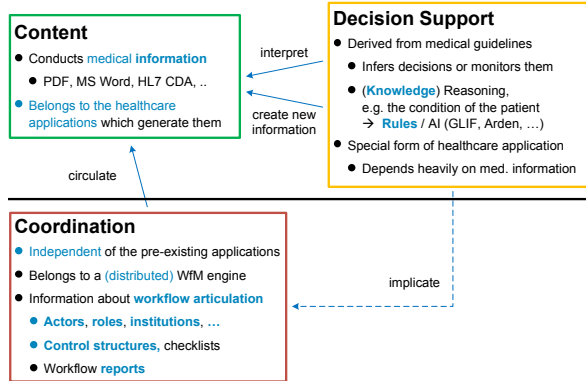 Content
Conducts medical information
PDF, MS Word, HL7 CDA, ..
Belongs to the healthcare
applications which generate them
interpret
create new
information
Decision Support
Derived from medical guidelines
Infers decisions or monitors them
(Knowledge) Reasoning,
e.g. the condition of the patient
→ Rules / AI (GLIF, Arden, …)
Special form of healthcare application
Depends heavily on med. information
circulate
Coordination
Independent of the pre-existing applications
Belongs to a (distributed) WfM engine
Information about workflow articulation
Actors, roles, institutions, …
Control structures, checklists
Workflow reports
implicate